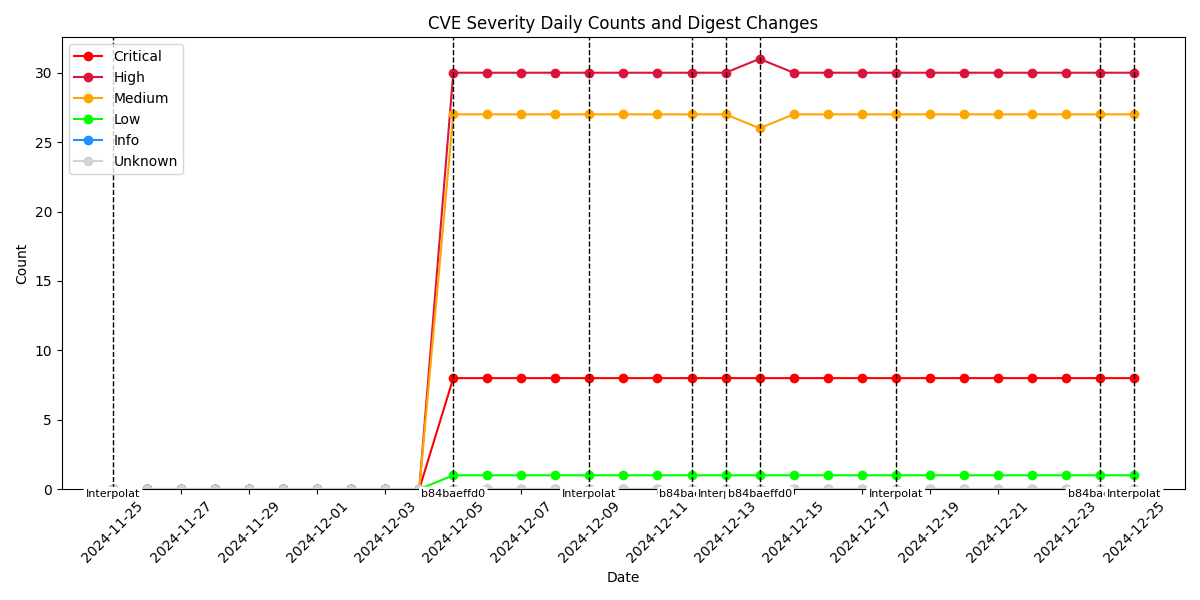 CVE Severity Daily Counts and Digest Changes
Critical
High
Medium
Low
Info
Unknown
Count
30
25
20
15
10
5
0
Interpolat
b84baeffd0
Interpolat
b84ba
Inter
b84baeffd0
Interpolat
b84ba
Interpolat
2024-11-25
2024-11-27
2024-11-29
2024-12-01
2024-12-03
2024-12-05
2024-12-07
2024-12-09
2024-12-11
2024-12-13
2024-12-15
2024-12-17
2024-12-19
2024-12-21
2024-12-23
2024-12-25
Date